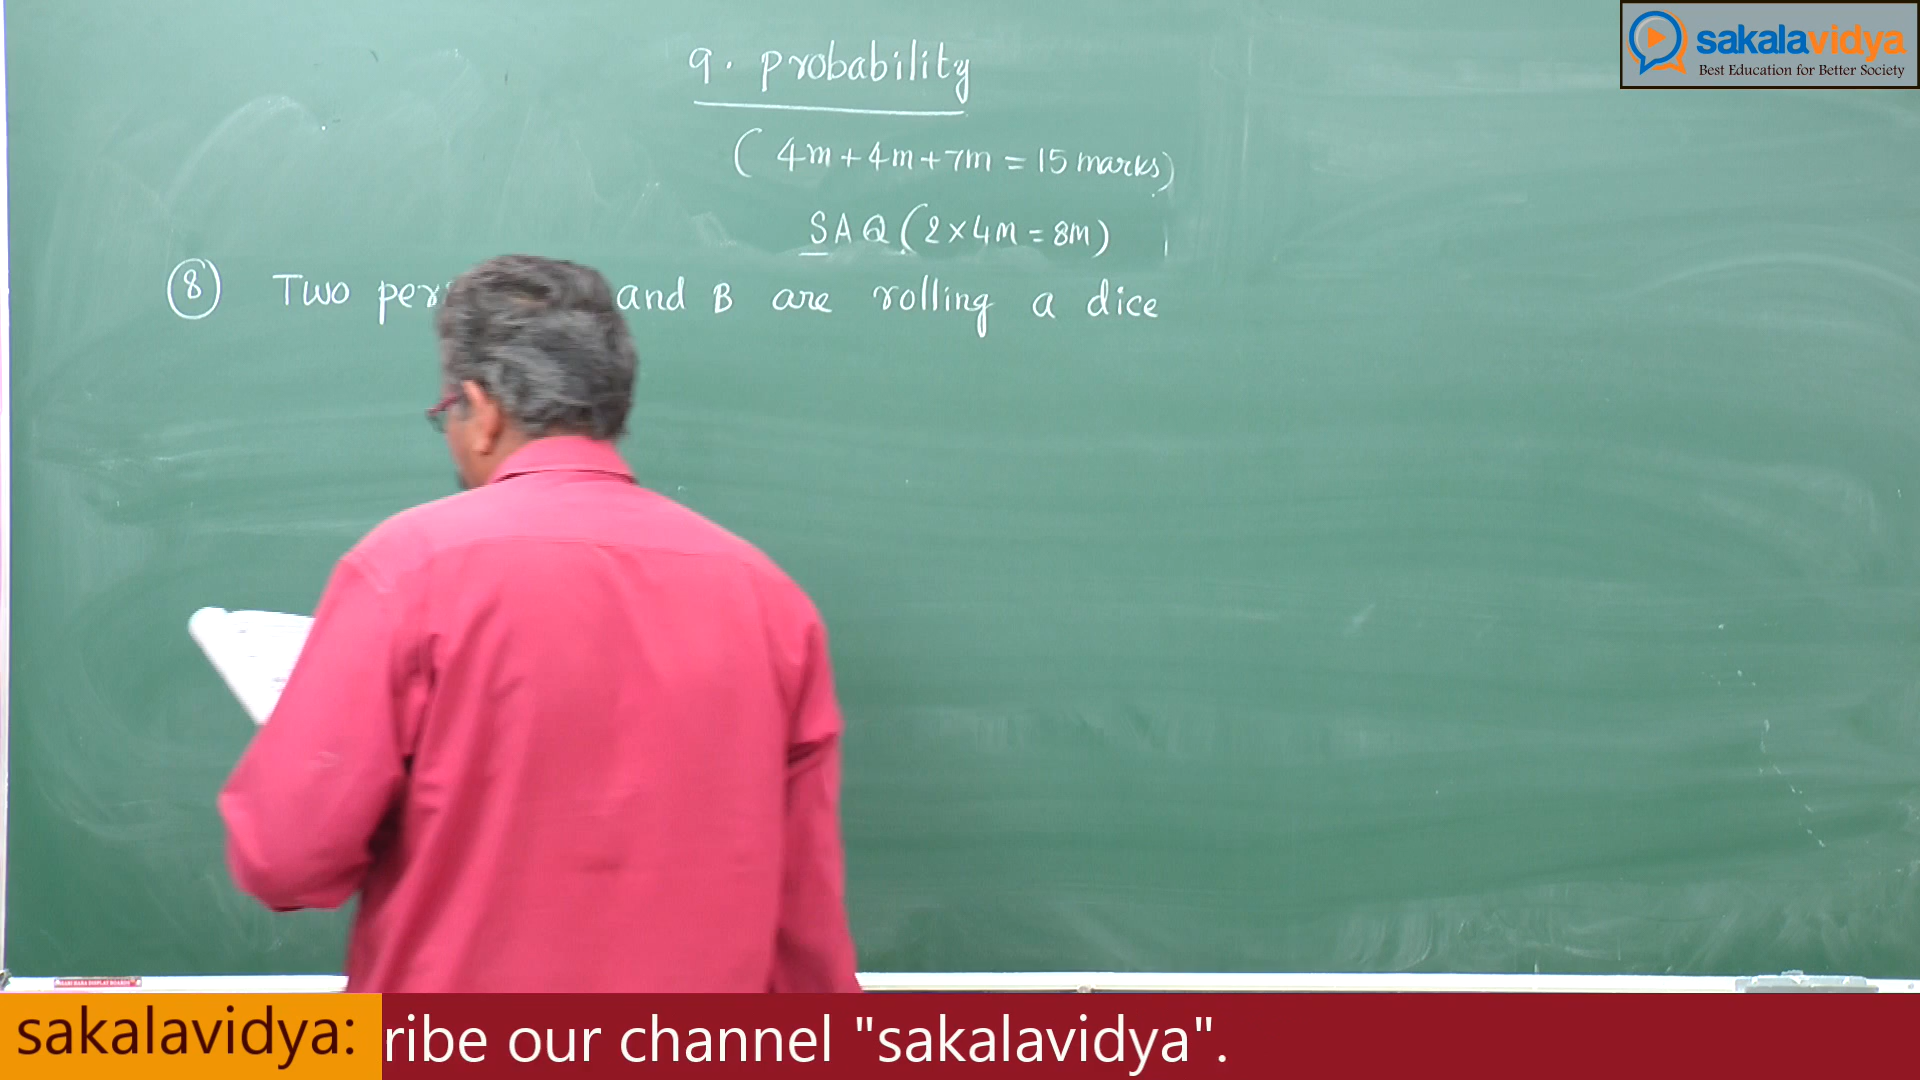 sakalavidya
Best Education for Better Society
9. probability
(4m+4m+7m = 15 marks)
SAQ (2×4m = 8m)
⑧ Two per and B are rolling a dice
sakalavidya: ribe our channel "sakalavidya".